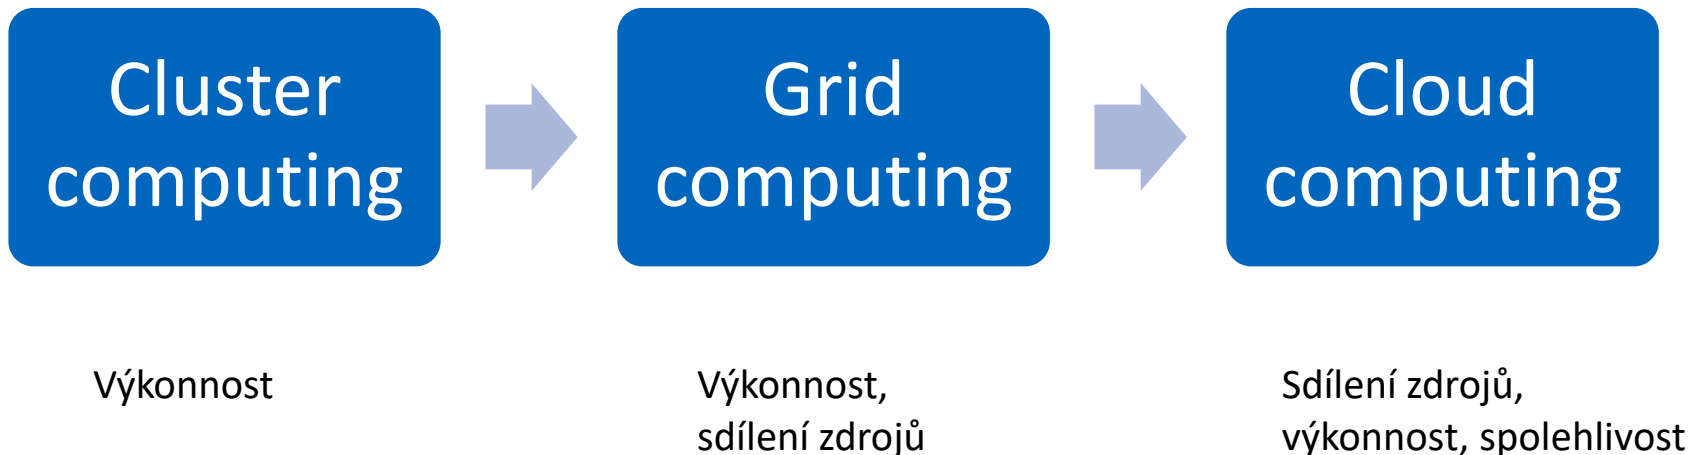 Cluster
computing
Grid
computing
Cloud
computing
Výkonnost
Výkonnost,
sdílení zdrojů
Sdílení zdrojů,
výkonnost, spolehlivost